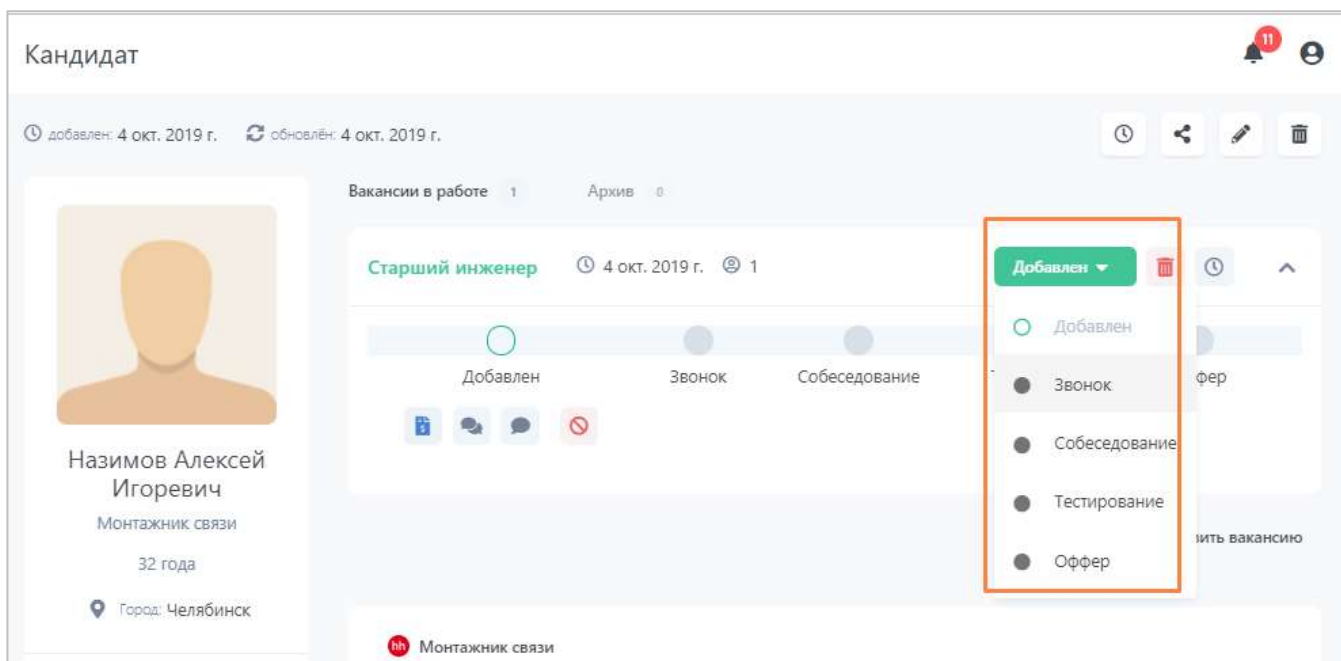 Кандидат
11
добавлен: 4 окт. 2019 г. обновлён: 4 окт. 2019 г.
Вакансии в работе 1 Архив 0
Старший инженер 4 окт. 2019 г. 1 Добавлен
Добавлен
Добавлен Звонок Собеседование фер
Звонок
Собеседование
Тестирование
Оффер
вить вакансию
Назимов Алексей
Игоревич
Монтажник связи
32 года
Город: Челябинск
hh Монтажник связи